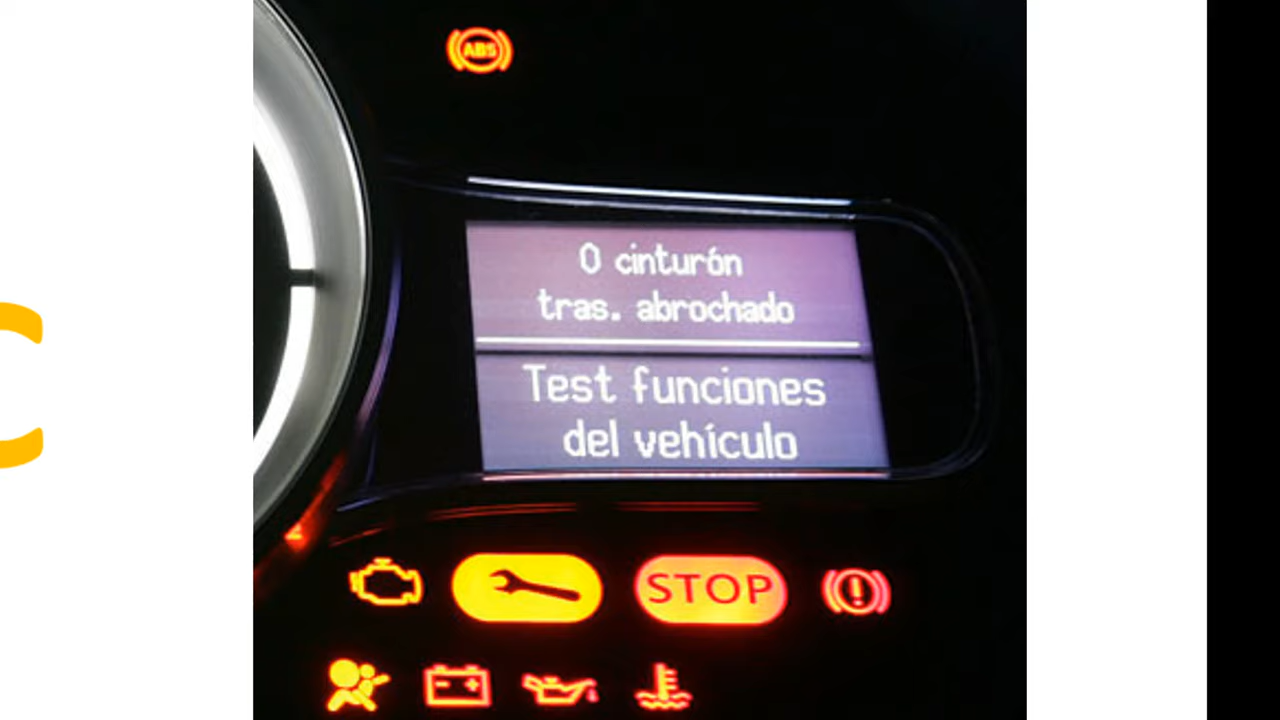 ABS
0 cinturón
tras. abrochado
Test funciones
del vehículo
STOP